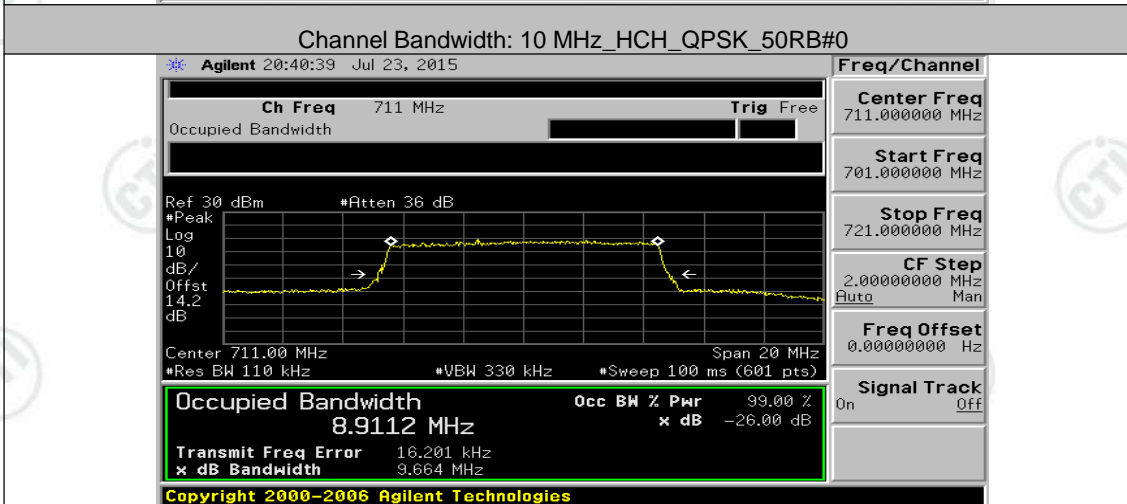 Channel Bandwidth: 10 MHz_HCH_QPSK_50RB#0
Agilent 20:40:39 Jul 23, 2015
Freq/Channel
Ch Freq 711 MHz Trig Free
Occupied Bandwidth
Center Freq
711.000000 MHz
Start Freq
701.000000 MHz
Stop Freq
721.000000 MHz
CF Step
2.00000000 MHz
Auto Man
Freq Offset
0.00000000 Hz
Signal Track
On Off
Ref 30 dBm #Atten 36 dB
#Peak
Log
10
dB/
Offst
14.2
dB
Center 711.00 MHz Span 20 MHz
#Res BW 110 kHz #VBW 330 kHz #Sweep 100 ms (601 pts)
Occupied Bandwidth Occ BW % Pwr 99.00 %
8.9112 MHz x dB -26.00 dB
Transmit Freq Error 16.201 kHz
x dB Bandwidth 9.664 MHz
Copyright 2000-2006 Agilent Technologies
CTI
CTI
CTI